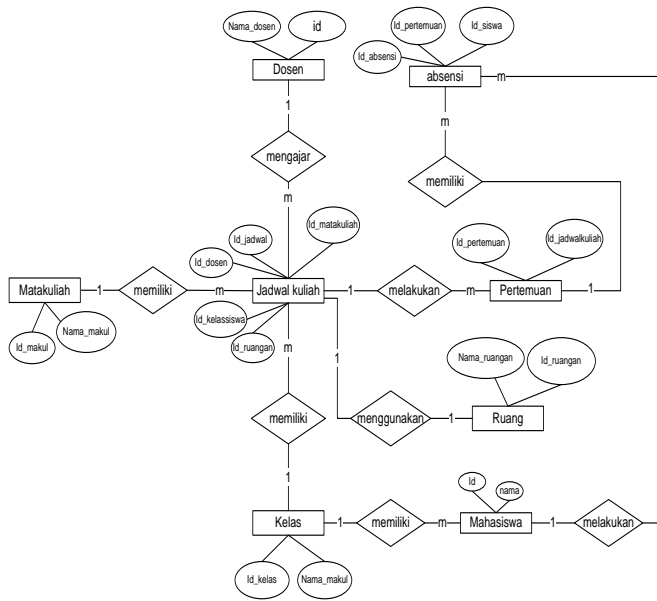 Nama_dosen
id
Id_pertemuan
Id_siswa
Id_absensi
Dosen
absensi
m
1
m
mengajar
memiliki
m
Id_jadwal
Id_matakuliah
Id_dosen
Id_pertemuan
Id_jadwalkuliah
Matakuliah
1
memiliki
m
Jadwal kuliah
1
melakukan
m
Pertemuan
1
Id_makul
Nama_makul
Id_kelassiswa
Id_ruangan
m
1
Nama_ruangan
Id_ruangan
memiliki
menggunakan
1
Ruang
1
Id
nama
Kelas
1
memiliki
m
Mahasiswa
1
melakukan
Id_kelas
Nama_makul